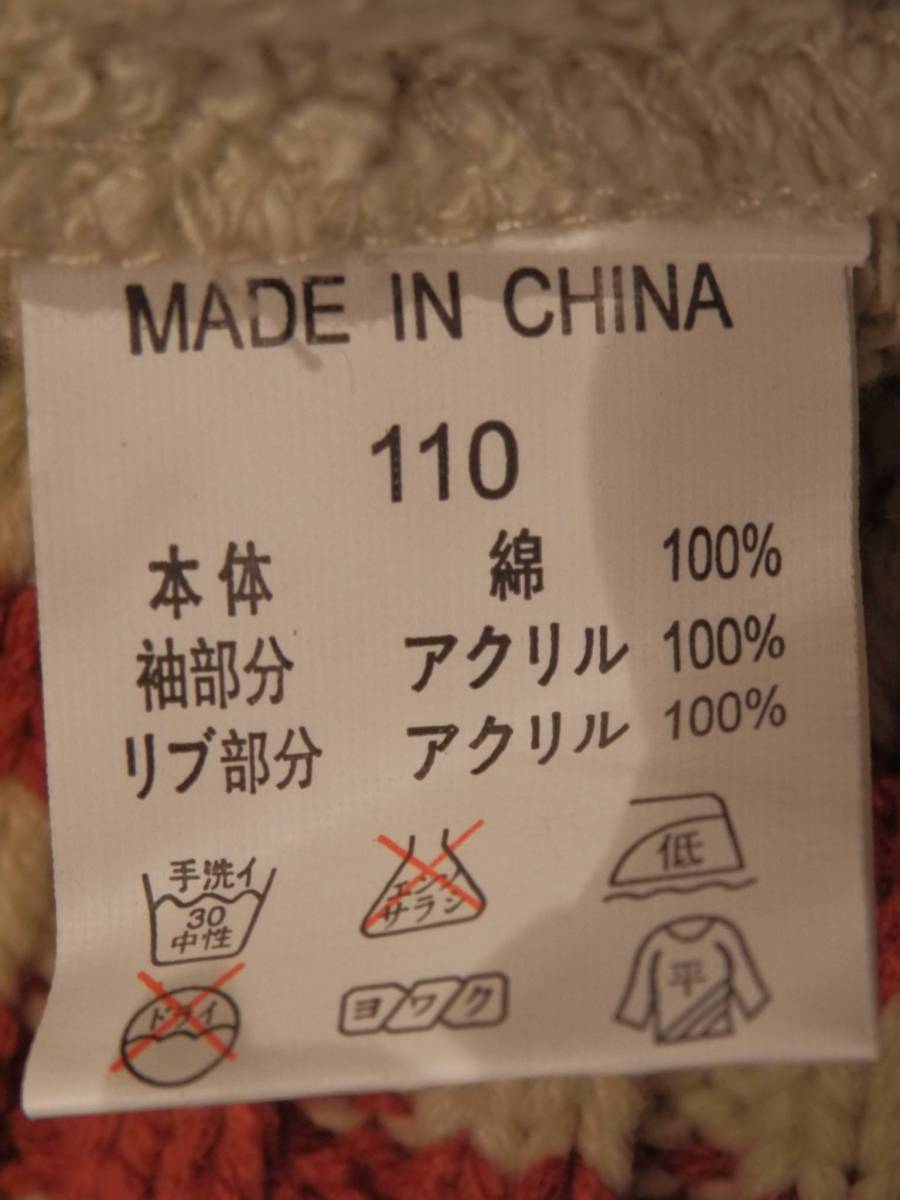 MADE IN CHINA
110
本体 綿 100%
袖部分 アクリル 100%
リブ部分 アクリル 100%
手洗イ
30
中性
エンソ
サラシ
低
ドライ
ヨワク
平